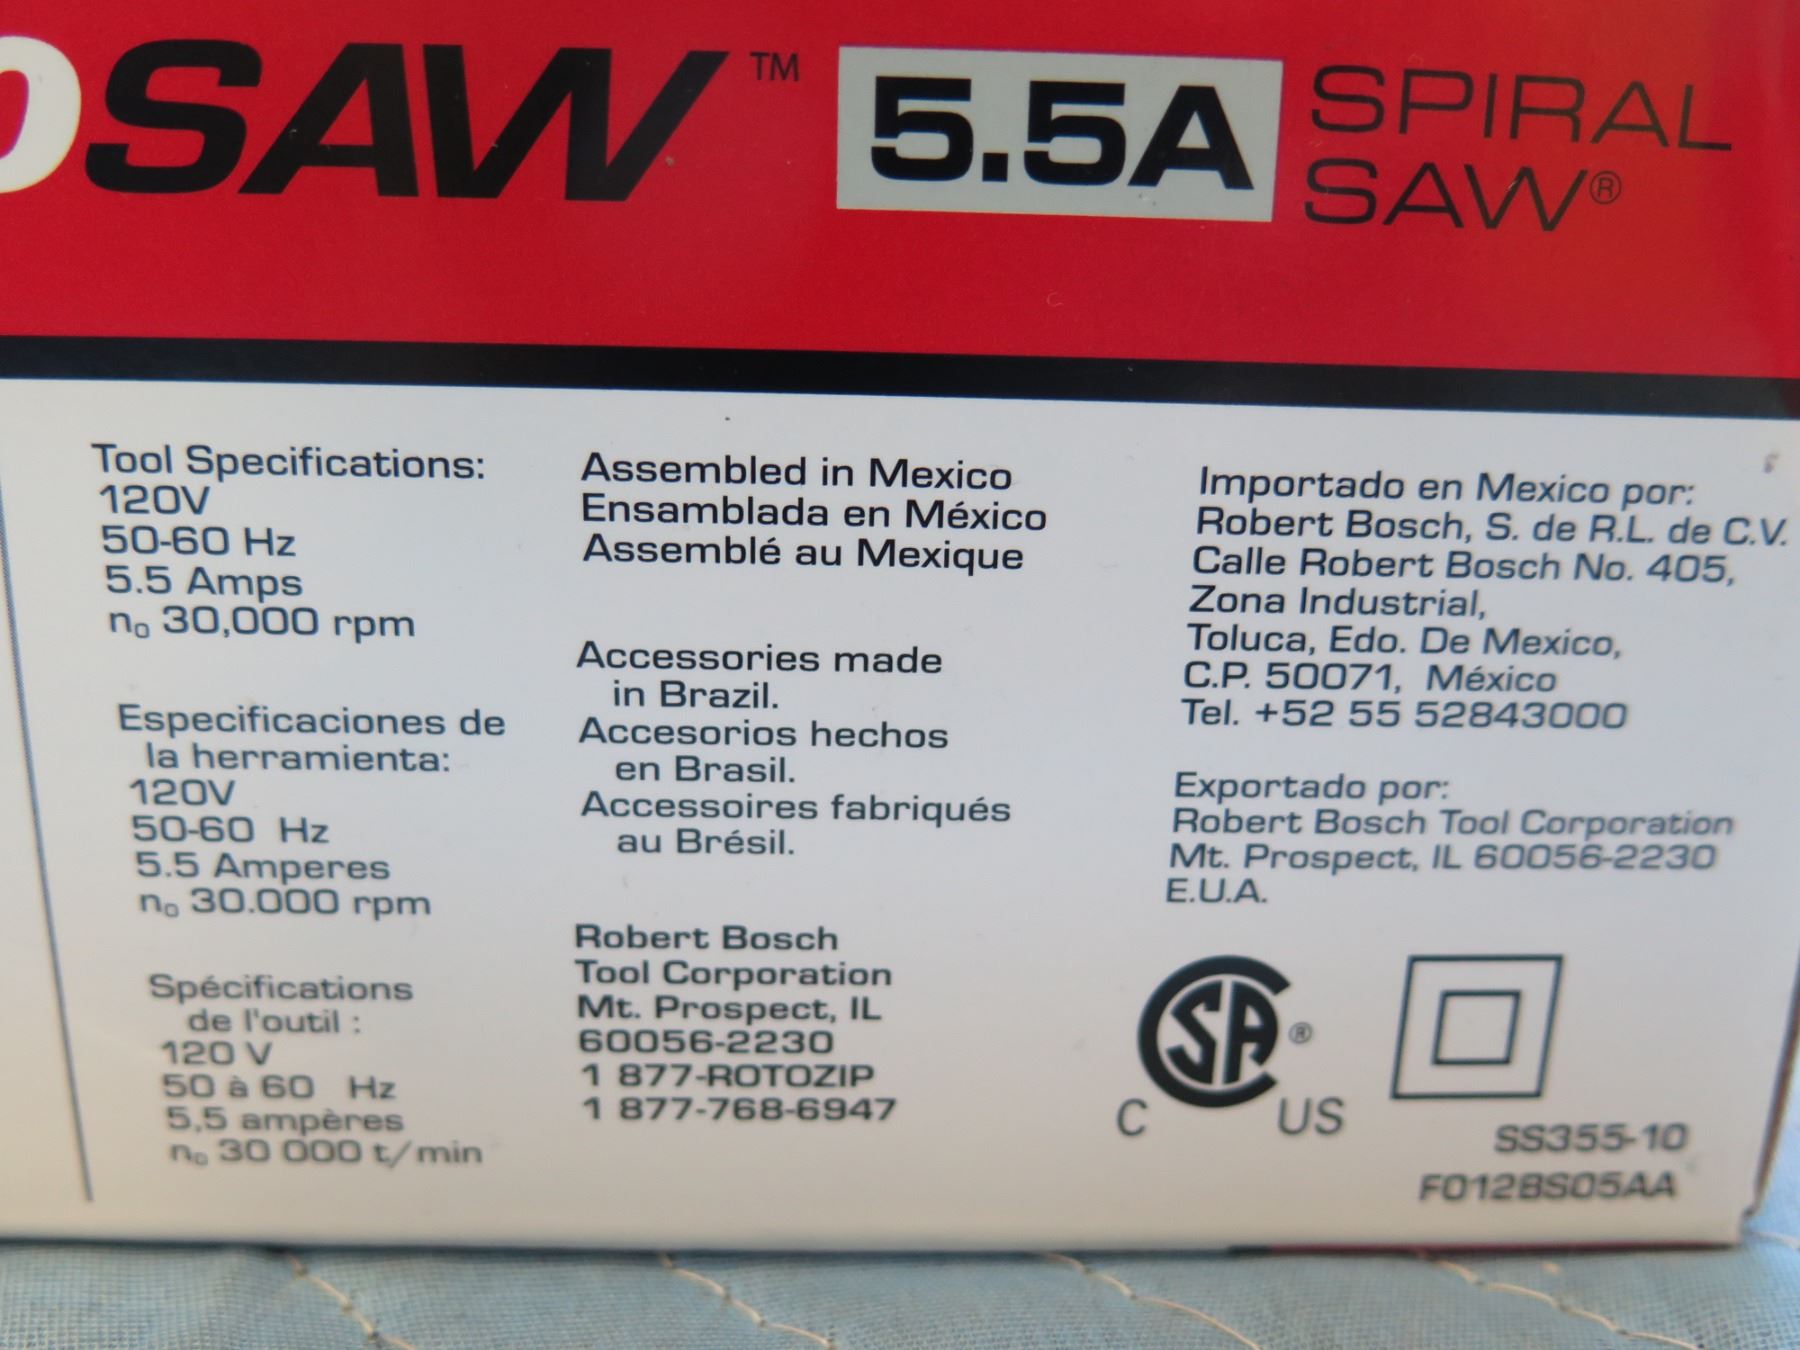 SAW™ 5.5A SPIRAL
SAW®
Tool Specifications:
120V
50-60 Hz
5.5 Amps
n₀ 30,000 rpm
Especificaciones de
la herramienta:
120V
50-60 Hz
5.5 Amperes
n₀ 30.000 rpm
Spécifications
de l'outil :
120 V
50 à 60 Hz
5,5 ampères
n₀ 30 000 t/min
Assembled in Mexico
Ensamblada en México
Assemblé au Mexique
Accessories made
in Brazil.
Accesorios hechos
en Brasil.
Accessoires fabriqués
au Brésil.
Robert Bosch
Tool Corporation
Mt. Prospect, IL
60056-2230
1 877-ROTOZIP
1 877-768-6947
Importado en Mexico por:
Robert Bosch, S. de R.L. de C.V.
Calle Robert Bosch No. 405,
Zona Industrial,
Toluca, Edo. De Mexico,
C.P. 50071, México
Tel. +52 55 52843000
Exportado por:
Robert Bosch Tool Corporation
Mt. Prospect, IL 60056-2230
E.U.A.
CSA®
C US
SS355-10
F012BS05AA